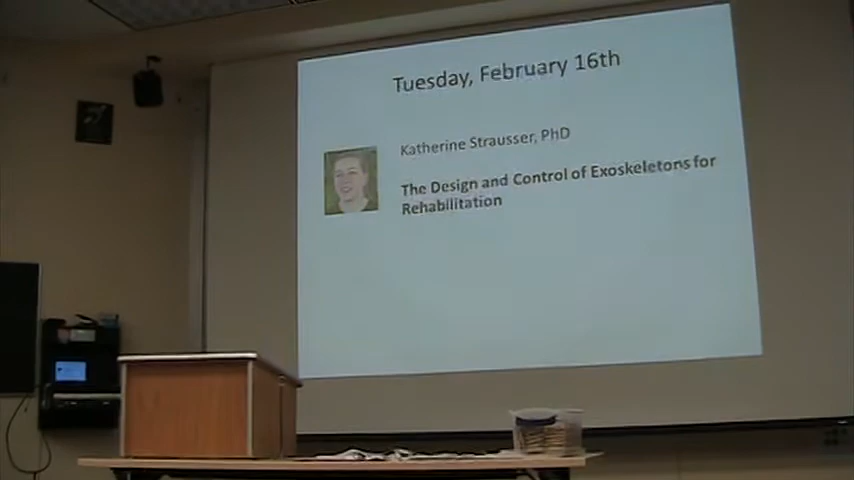 Tuesday, February 16th
Katherine Strausser, PhD
The Design and Control of Exoskeletons for
Rehabilitation